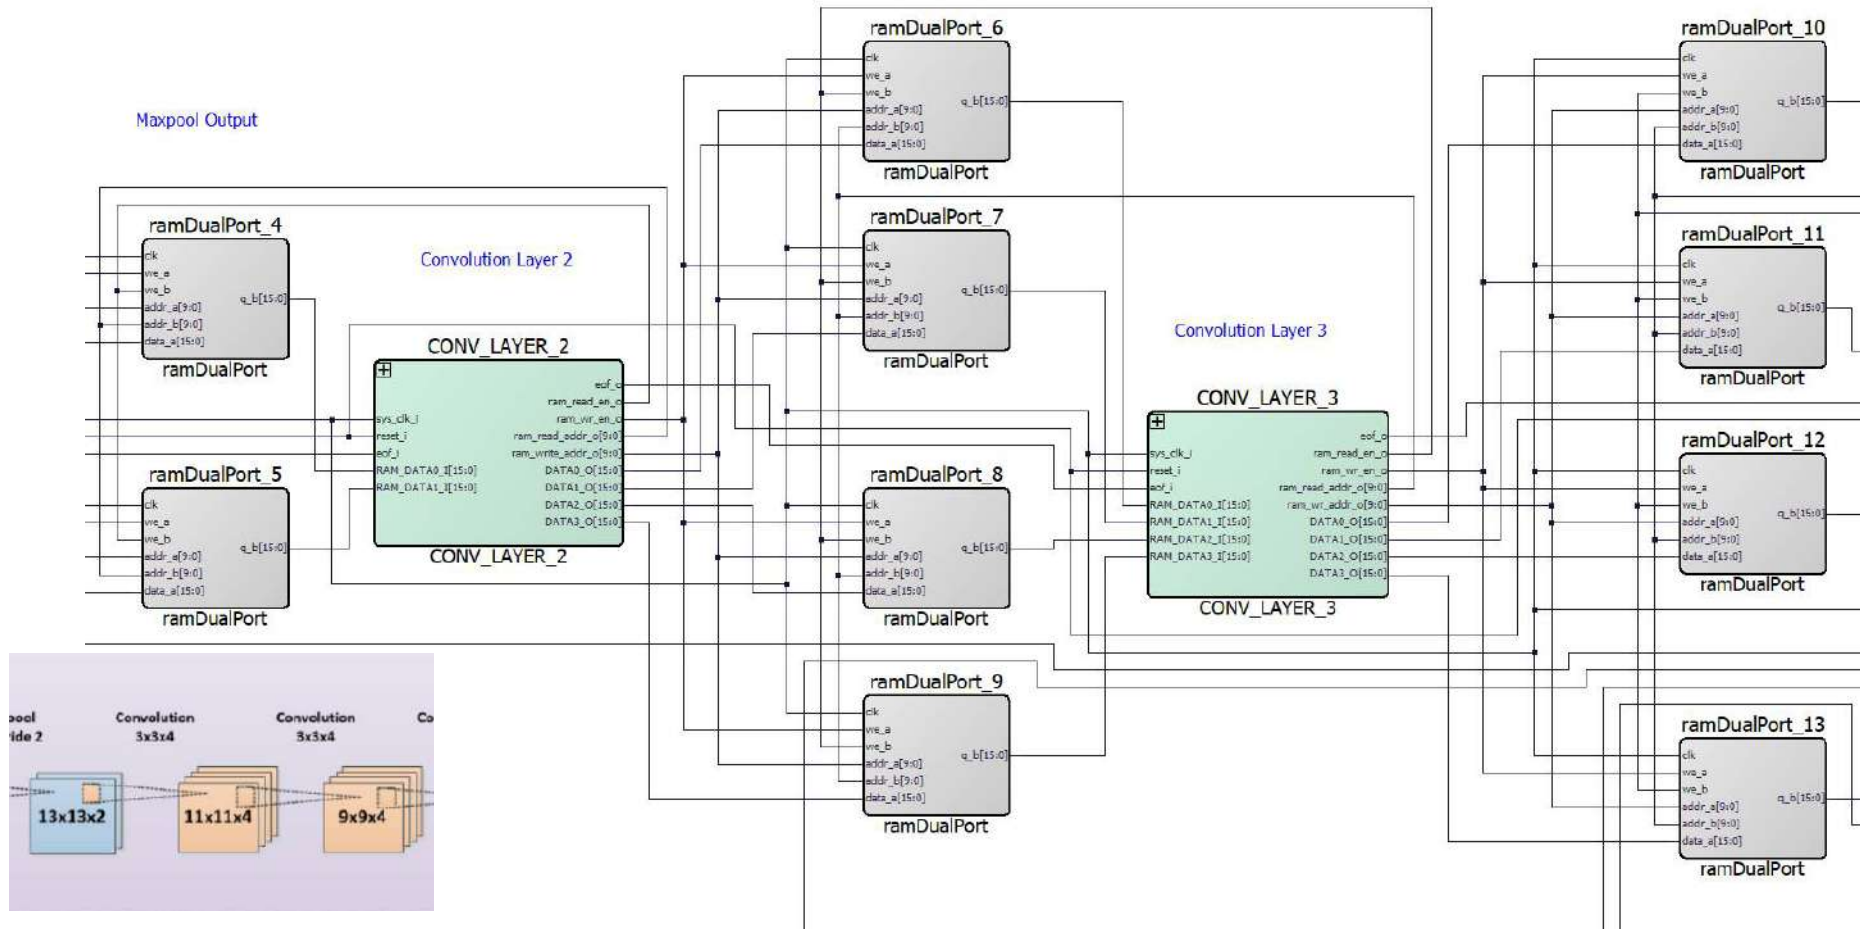 Maxpool Output
ramDualPort_4
clk
we_a
we_b
addr_a[9:0]
addr_b[9:0]
data_a[15:0]
q_b[15:0]
ramDualPort
ramDualPort_5
clk
we_a
we_b
addr_a[9:0]
addr_b[9:0]
data_a[15:0]
q_b[15:0]
ramDualPort
Convolution Layer 2
CONV_LAYER_2
sys_clk_i
reset_i
eof_i
RAM_DATA0_I[15:0]
RAM_DATA1_I[15:0]
eof_o
ram_read_en_o
ram_wr_en_o
ram_read_addr_o[9:0]
ram_write_addr_o[9:0]
DATA0_O[15:0]
DATA1_O[15:0]
DATA2_O[15:0]
DATA3_O[15:0]
CONV_LAYER_2
ramDualPort_6
clk
we_a
we_b
addr_a[9:0]
addr_b[9:0]
data_a[15:0]
q_b[15:0]
ramDualPort
ramDualPort_7
clk
we_a
we_b
addr_a[9:0]
addr_b[9:0]
data_a[15:0]
q_b[15:0]
ramDualPort
ramDualPort_8
clk
we_a
we_b
addr_a[9:0]
addr_b[9:0]
data_a[15:0]
q_b[15:0]
ramDualPort
ramDualPort_9
clk
we_a
we_b
addr_a[9:0]
addr_b[9:0]
data_a[15:0]
q_b[15:0]
ramDualPort
Convolution Layer 3
CONV_LAYER_3
sys_clk_i
reset_i
eof_i
RAM_DATA0_I[15:0]
RAM_DATA1_I[15:0]
RAM_DATA2_I[15:0]
RAM_DATA3_I[15:0]
eof_o
ram_read_en_o
ram_wr_en_o
ram_read_addr_o[9:0]
ram_wr_addr_o[9:0]
DATA0_O[15:0]
DATA1_O[15:0]
DATA2_O[15:0]
DATA3_O[15:0]
CONV_LAYER_3
ramDualPort_10
clk
we_a
we_b
addr_a[9:0]
addr_b[9:0]
data_a[15:0]
q_b[15:0]
ramDualPort
ramDualPort_11
clk
we_a
we_b
addr_a[9:0]
addr_b[9:0]
data_a[15:0]
q_b[15:0]
ramDualPort
ramDualPort_12
clk
we_a
we_b
addr_a[9:0]
addr_b[9:0]
data_a[15:0]
q_b[15:0]
ramDualPort
ramDualPort_13
clk
we_a
we_b
addr_a[9:0]
addr_b[9:0]
data_a[15:0]
q_b[15:0]
ramDualPort
ide 2
Convolution
3x3x4
Convolution
3x3x4
Co
13x13x2
11x11x4
9x9x4